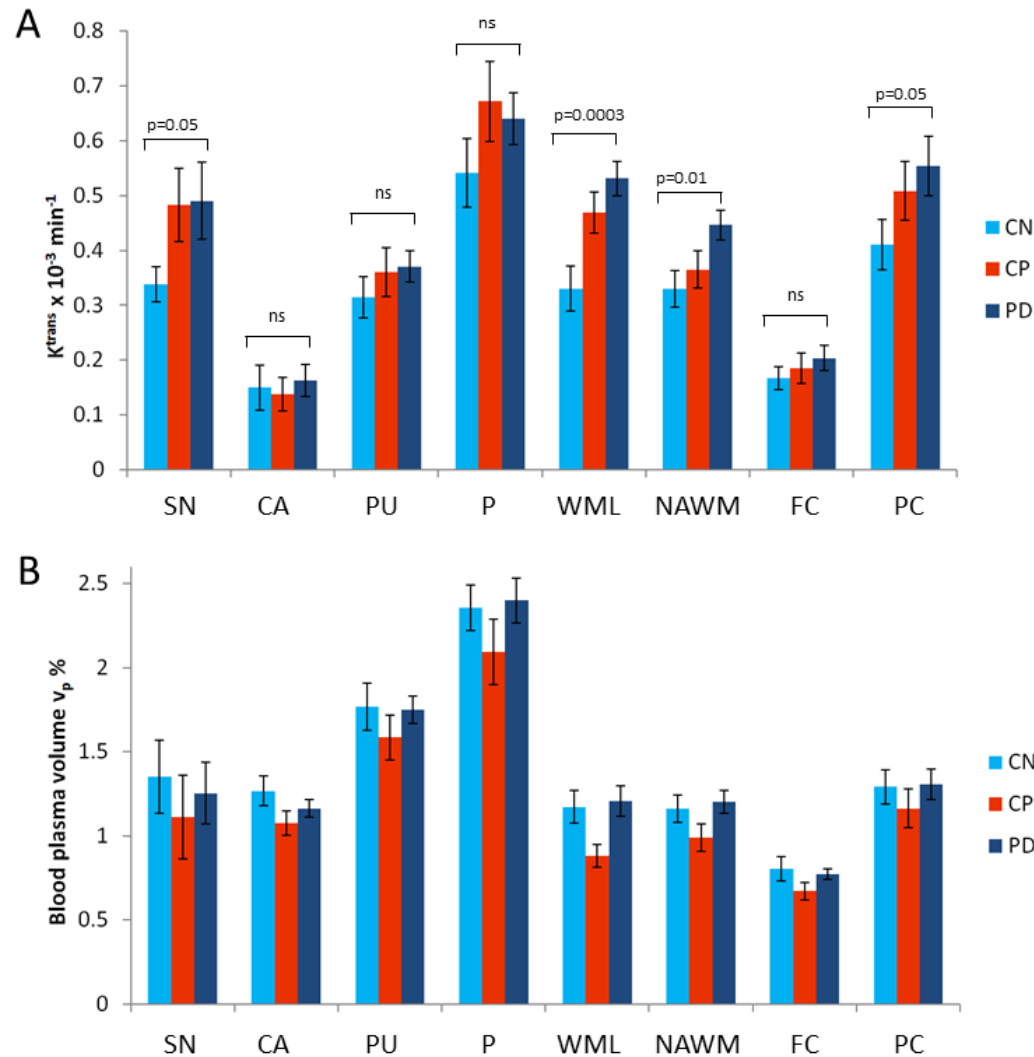 A
K^trans x 10^-3 min^-1
0.8
0.7
0.6
0.5
0.4
0.3
0.2
0.1
0
p=0.05
ns
ns
ns
p=0.0003
p=0.01
ns
p=0.05
SN CA PU P WML NAWM FC PC
CN
CP
PD
B
Blood plasma volume v_p %
2.5
2
1.5
1
0.5
0
SN CA PU P WML NAWM FC PC
CN
CP
PD